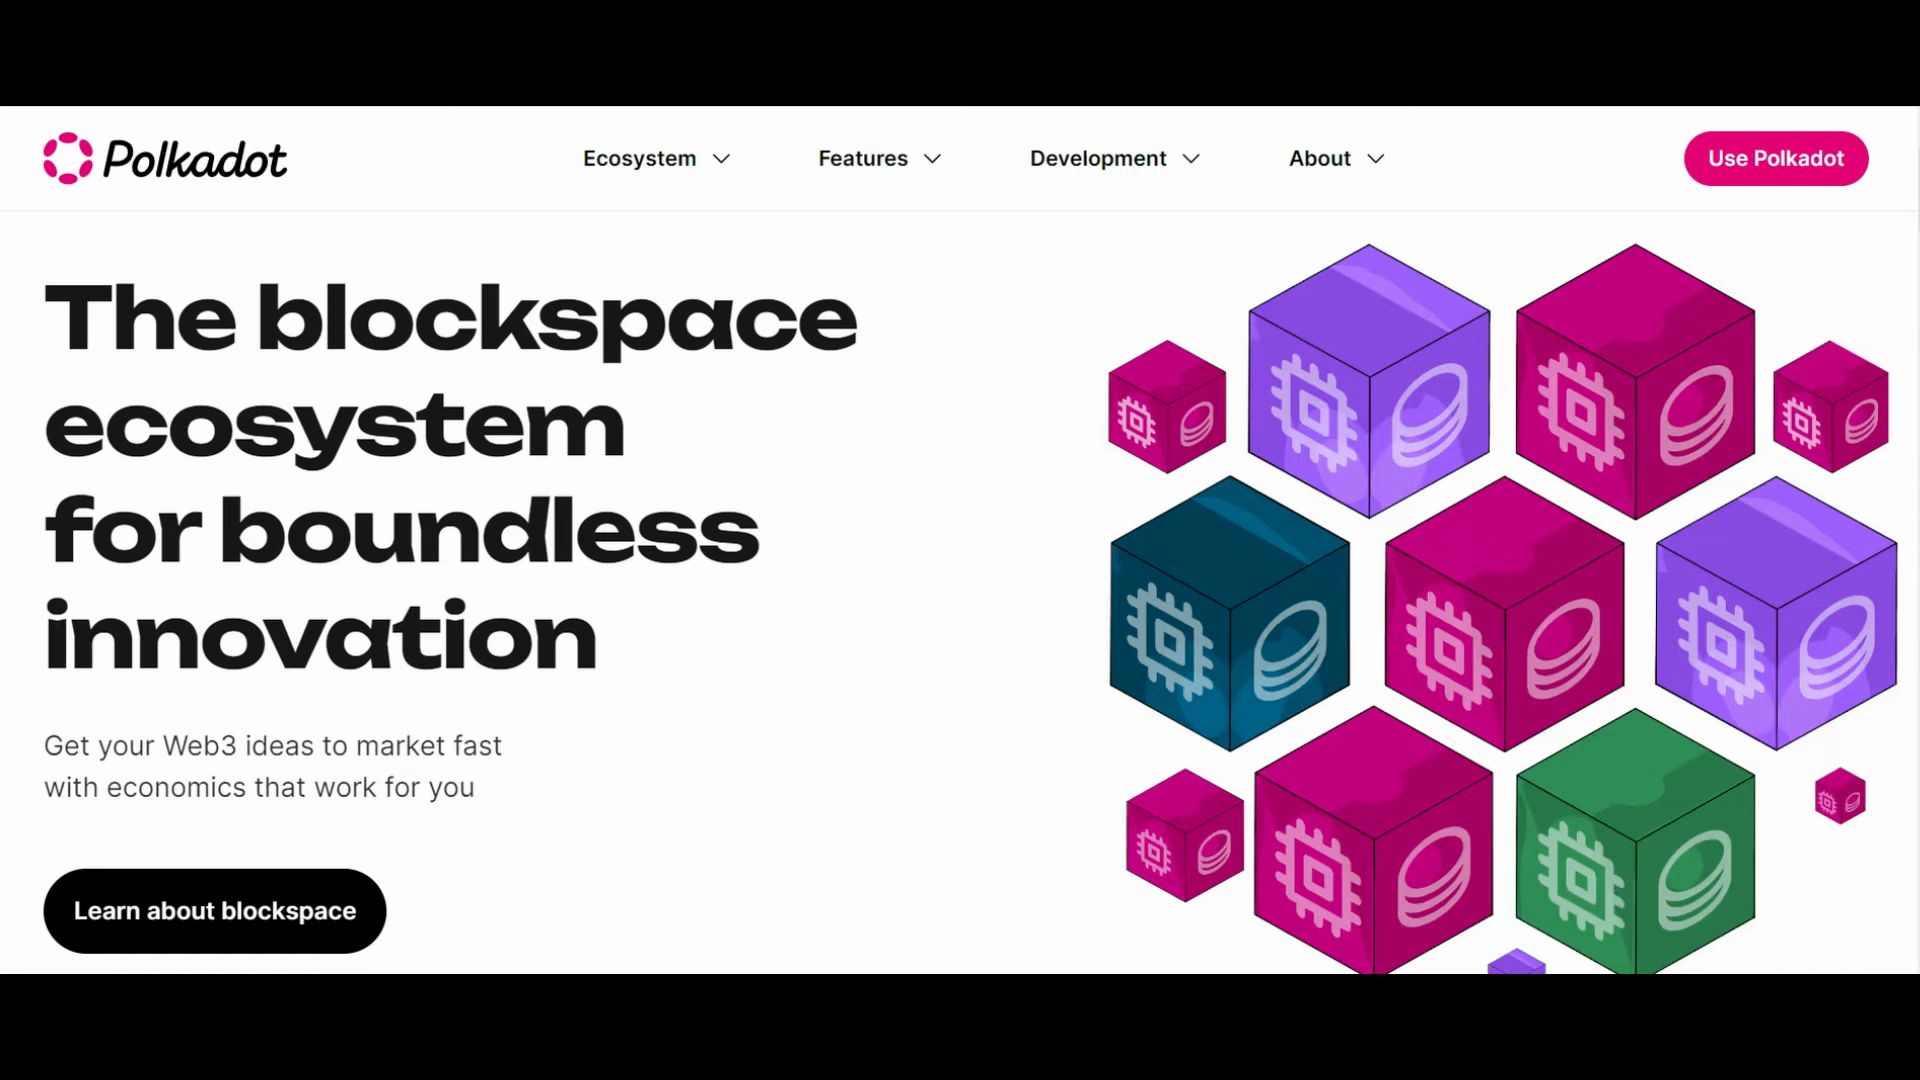 Polkadot
Ecosystem
Features
Development
About
Use Polkadot
The blockspace
ecosystem
for boundless
innovation
Get your Web3 ideas to market fast
with economics that work for you
Learn about blockspace